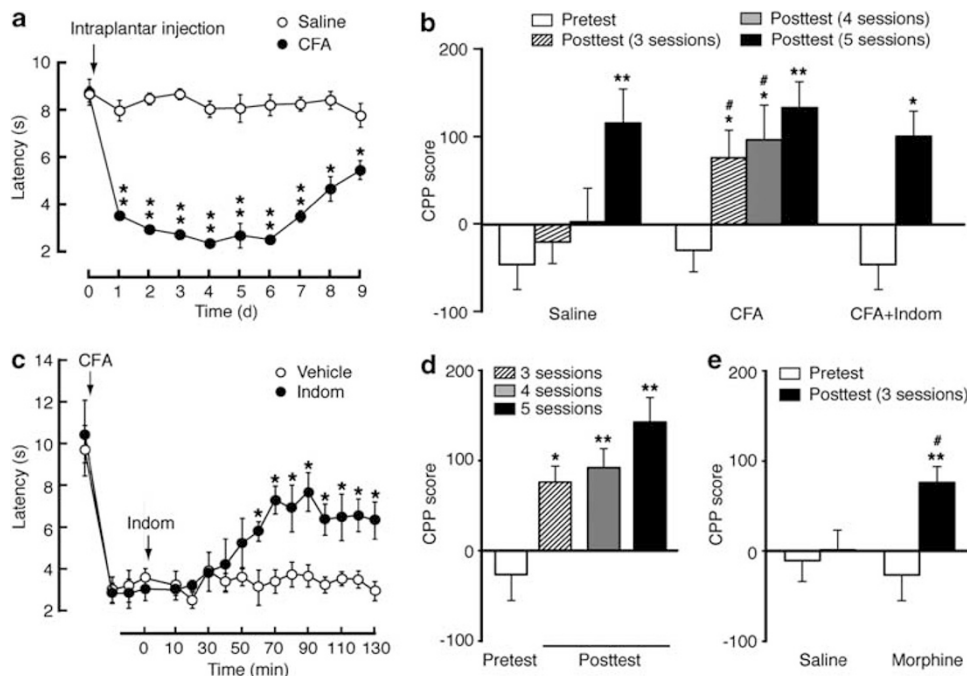 a
Intraplantar injection
Saline
CFA
Latency (s)
10
8
6
4
2
** ** ** ** ** ** * * *
0 1 2 3 4 5 6 7 8 9
Time (d)
b
Pretest
Posttest (3 sessions)
Posttest (4 sessions)
Posttest (5 sessions)
CPP score
200
100
0
-100
** # * # * ** *
Saline CFA CFA+Indom
c
CFA
Vehicle
Indom
Latency (s)
14
12
10
8
6
4
2
Indom
* * * * * * * *
0 10 30 50 70 90 110 130
Time (min)
d
3 sessions
4 sessions
5 sessions
CPP score
200
100
0
-100
* ** **
Pretest Posttest
e
Pretest
Posttest (3 sessions)
CPP score
200
100
0
-100
#
**
Saline Morphine